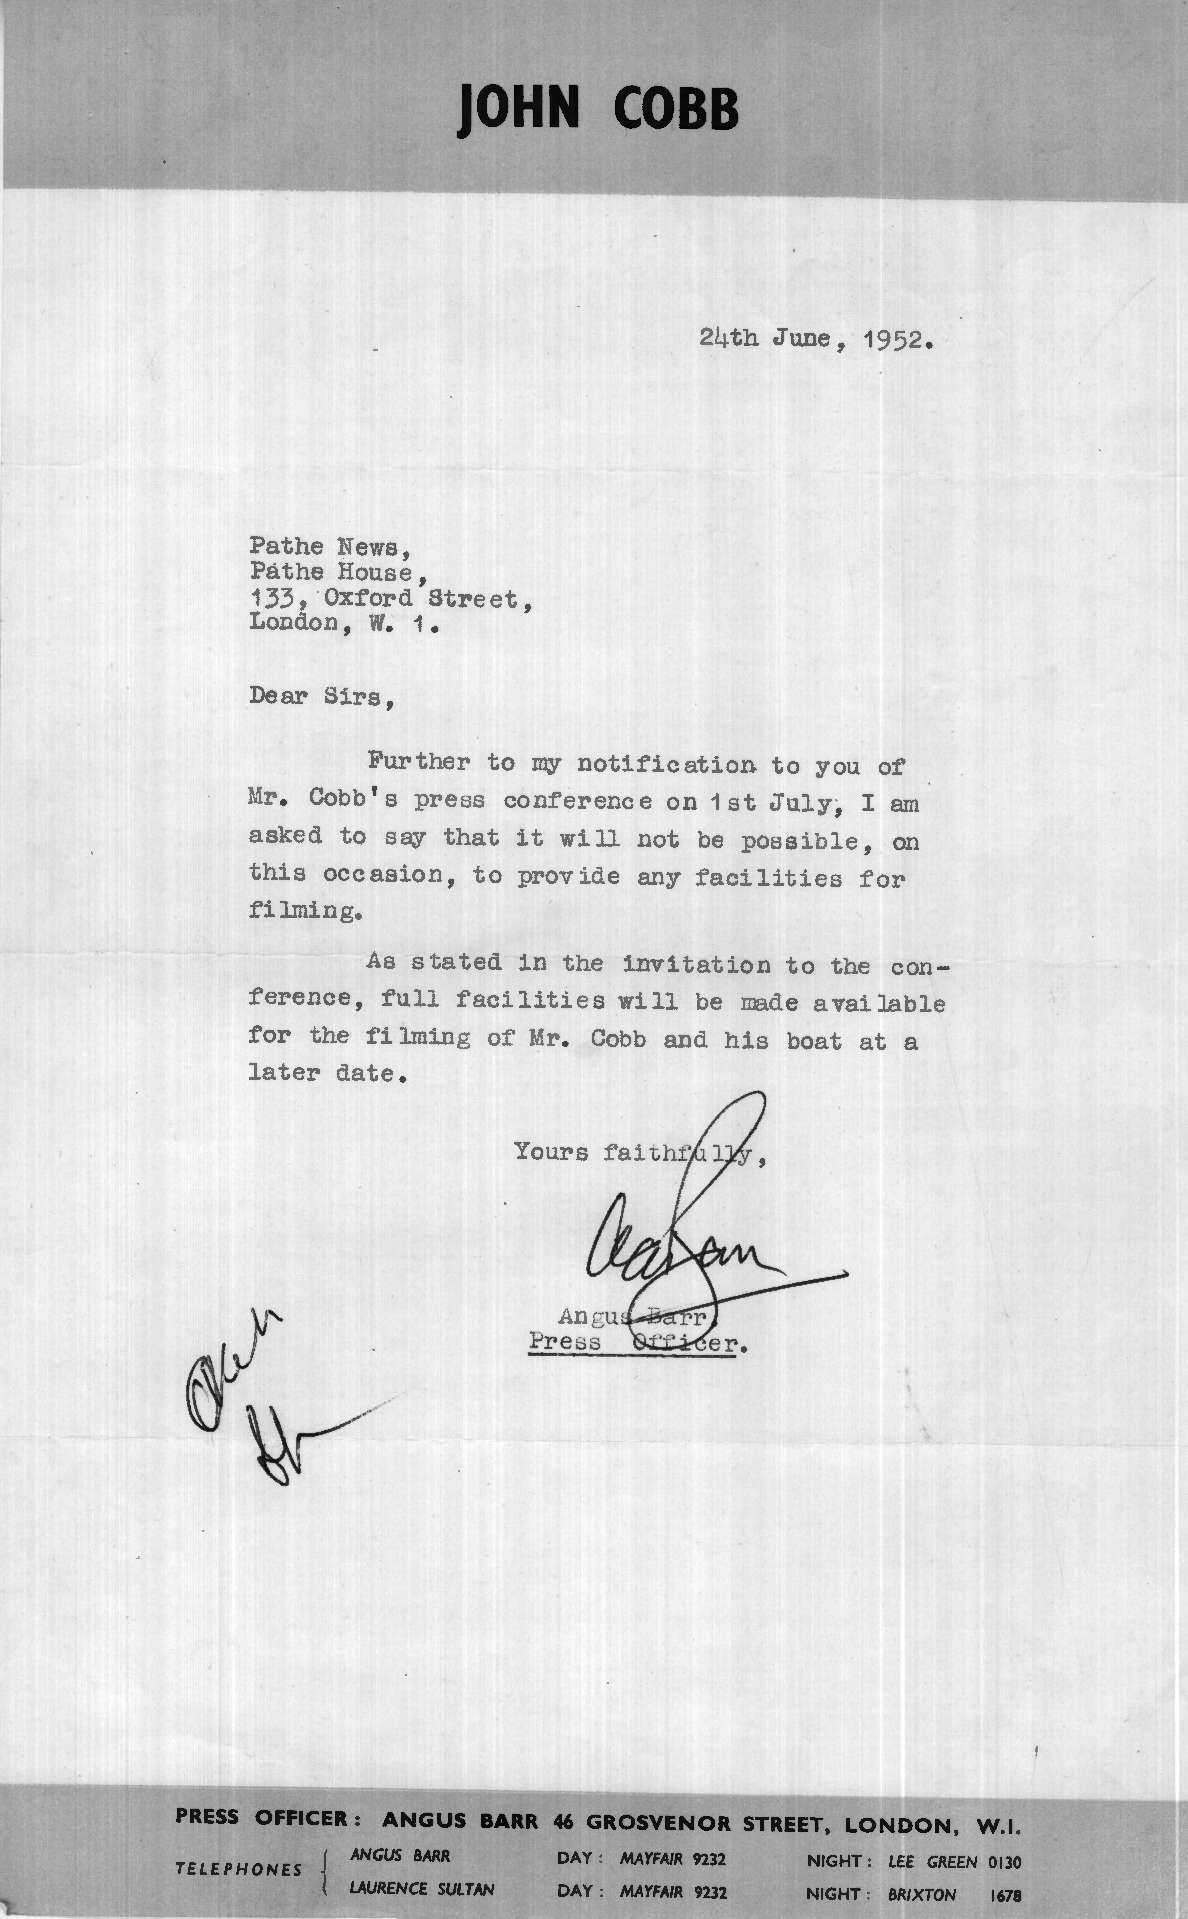 JOHN COBB
24th June, 1952.
Pathe News,
Pathe House,
133, Oxford Street,
London, W. 1.
Dear Sirs,
Further to my notification to you of
Mr. Cobb's press conference on 1st July, I am
asked to say that it will not be possible, on
this occasion, to provide any facilities for
filming.
As stated in the invitation to the con-
ference, full facilities will be made available
for the filming of Mr. Cobb and his boat at a
later date.
Yours faithfully,
Angus Barr,
Press Officer.
PRESS OFFICER: ANGUS BARR 46 GROSVENOR STREET, LONDON, W.I.
TELEPHONES { ANGUS BARR DAY: MAYFAIR 9232 NIGHT: LEE GREEN 0130
LAURENCE SULTAN DAY: MAYFAIR 9232 NIGHT: BRIXTON 1678